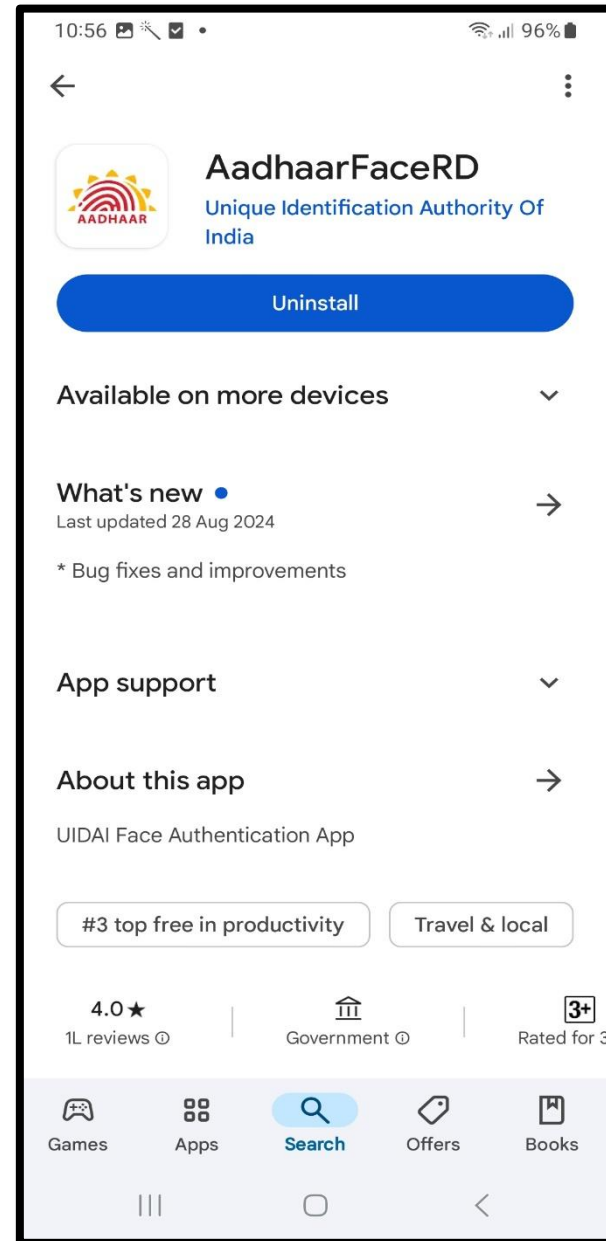 10:56 96%
AadhaarFaceRD
AADHAAR
Unique Identification Authority Of
India
Uninstall
Available on more devices
What's new
Last updated 28 Aug 2024
* Bug fixes and improvements
App support
About this app
UIDAI Face Authentication App
#3 top free in productivity Travel & local
4.0★ 3+
1L reviews Government Rated for 3
Games Apps Search Offers Books